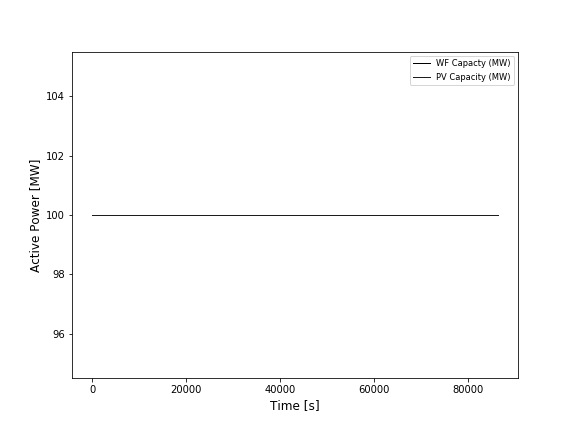 WF Capacty (MW)
PV Capacity (MW)
104
102
100
98
96
Active Power [MW]
0 20000 40000 60000 80000
Time [s]